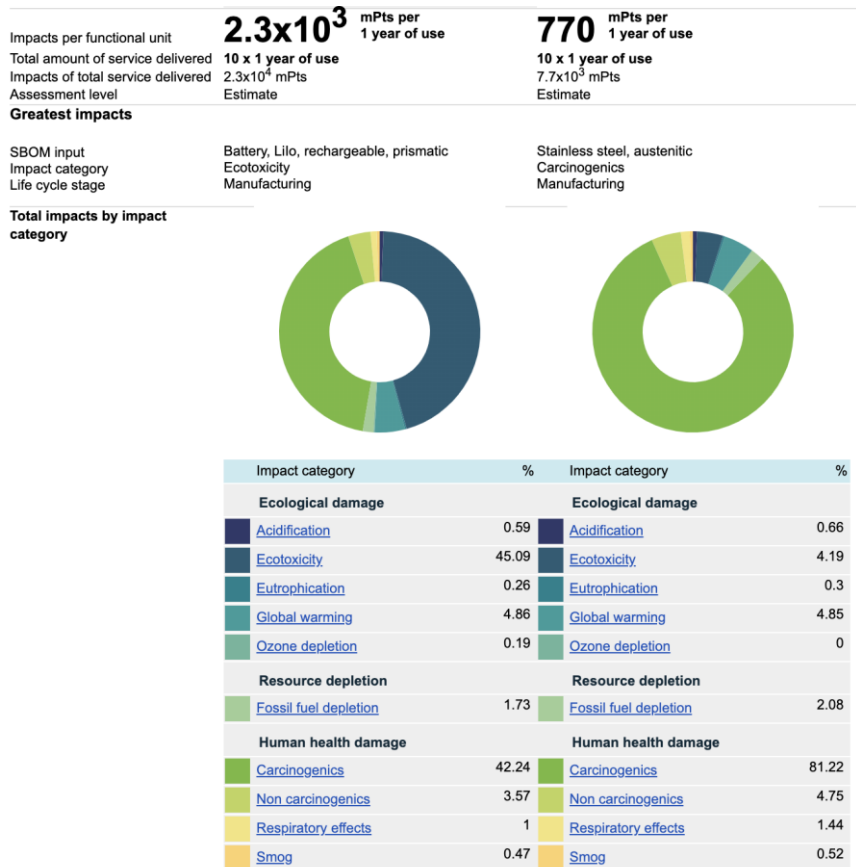 Impacts per functional unit 2.3x10³ mPts per 1 year of use 770 mPts per 1 year of use
Total amount of service delivered 10 x 1 year of use 10 x 1 year of use
Impacts of total service delivered 2.3x10⁴ mPts 7.7x10³ mPts
Assessment level Estimate Estimate
Greatest impacts
SBOM input Battery, LiIo, rechargeable, prismatic Stainless steel, austenitic
Impact category Ecotoxicity Carcinogenics
Life cycle stage Manufacturing Manufacturing
Total impacts by impact
category
Impact category % Impact category %
Ecological damage Ecological damage
Acidification 0.59 Acidification 0.66
Ecotoxicity 45.09 Ecotoxicity 4.19
Eutrophication 0.26 Eutrophication 0.3
Global warming 4.86 Global warming 4.85
Ozone depletion 0.19 Ozone depletion 0
Resource depletion Resource depletion
Fossil fuel depletion 1.73 Fossil fuel depletion 2.08
Human health damage Human health damage
Carcinogenics 42.24 Carcinogenics 81.22
Non carcinogenics 3.57 Non carcinogenics 4.75
Respiratory effects 1 Respiratory effects 1.44
Smog 0.47 Smog 0.52